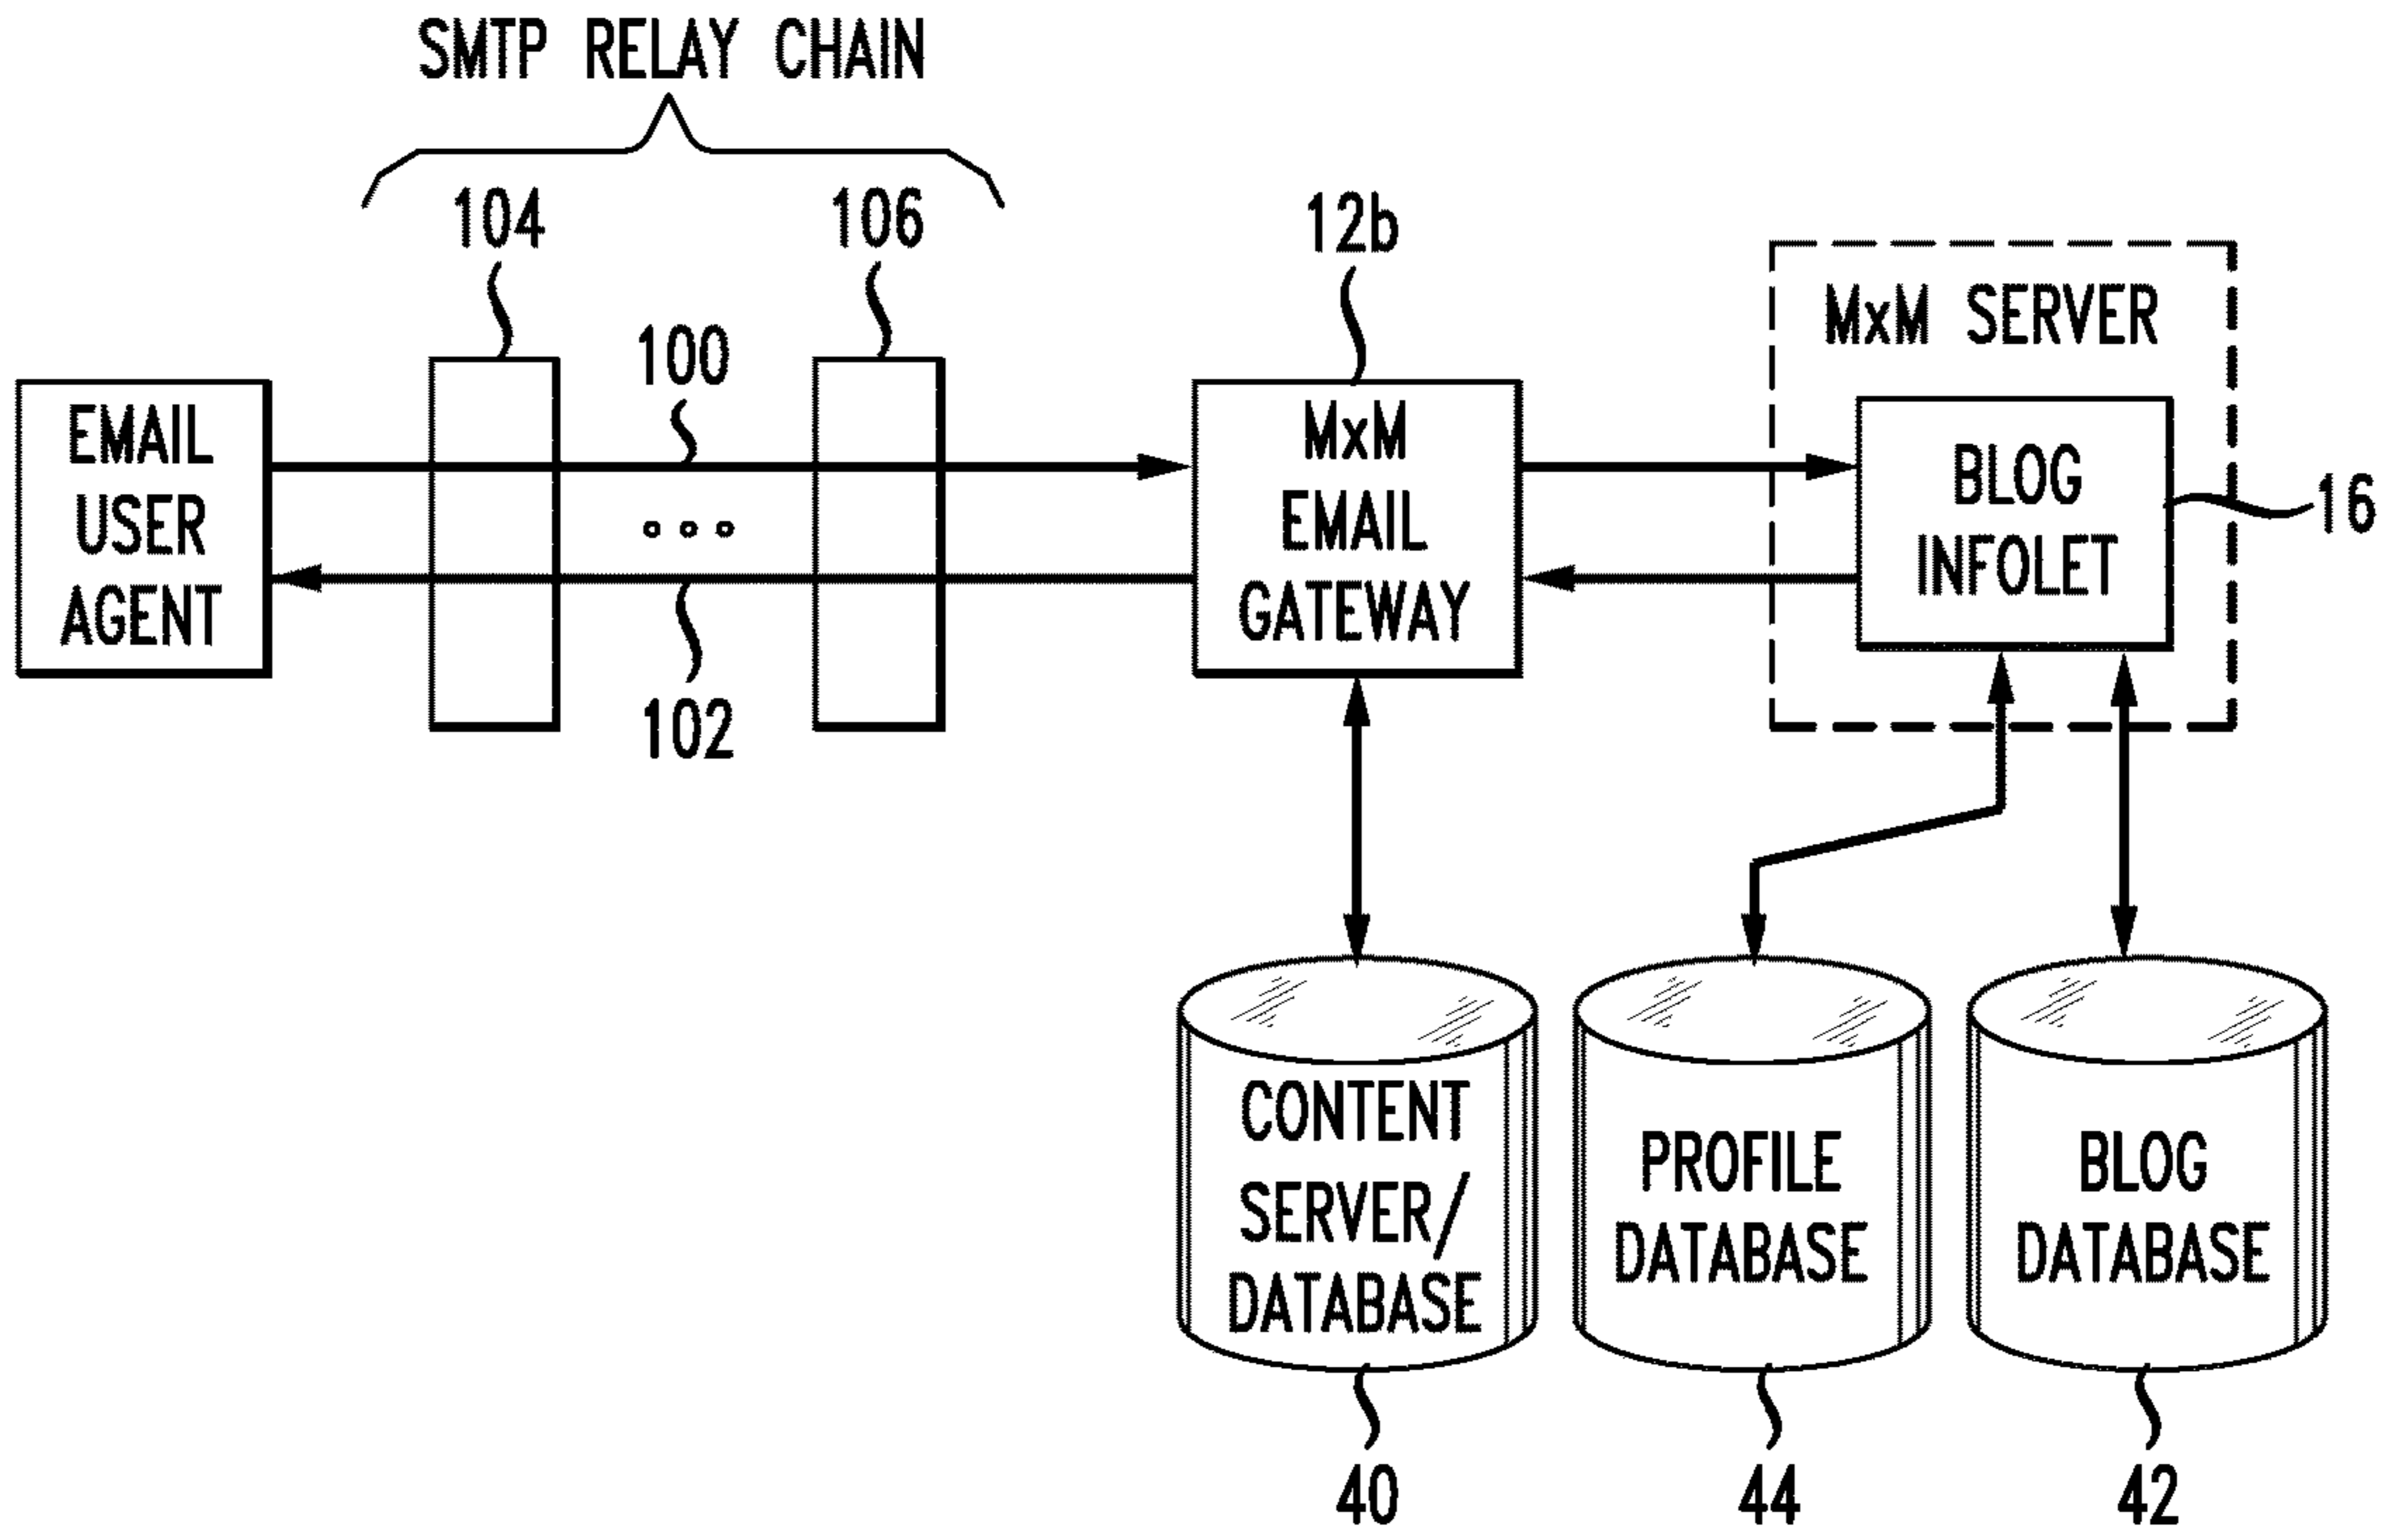 SMTP RELAY CHAIN
104
106
12b
100
MxM SERVER
EMAIL
USER
AGENT
MxM
EMAIL
GATEWAY
BLOG
INFOLET
16
102
CONTENT
SERVER/
DATABASE
PROFILE
DATABASE
BLOG
DATABASE
40
44
42